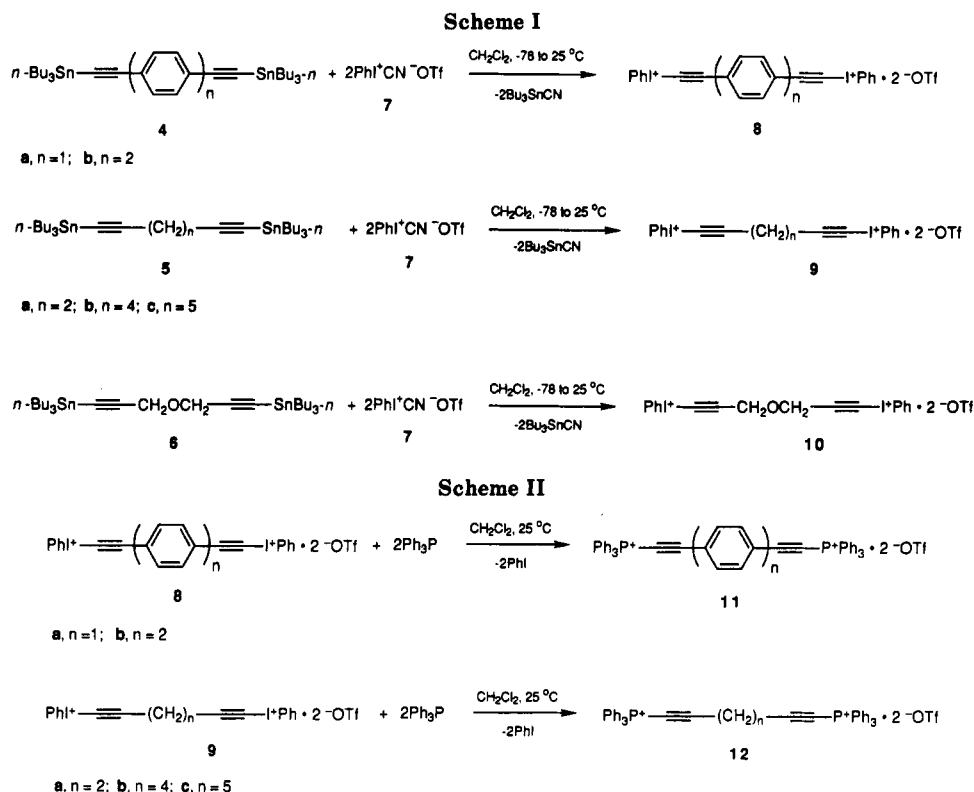 Scheme I
n-Bu3Sn—≡—( )n—≡—SnBu3-n + 2PhI+CN -OTf CH2Cl2, -78 to 25 °C PhI+—≡—( )n—≡—I+Ph • 2 -OTf
-2Bu3SnCN
4 7 8
a, n=1; b, n = 2
n-Bu3Sn—≡—(CH2)n—≡—SnBu3-n + 2PhI+CN -OTf CH2Cl2, -78 to 25 °C PhI+—≡—(CH2)n—≡—I+Ph • 2 -OTf
-2Bu3SnCN
5 7 9
a, n = 2; b, n = 4; c, n = 5
n-Bu3Sn—≡—CH2OCH2—≡—SnBu3-n + 2PhI+CN -OTf CH2Cl2, -78 to 25 °C PhI+—≡—CH2OCH2—≡—I+Ph • 2 -OTf
-2Bu3SnCN
6 7 10
Scheme II
PhI+—≡—( )n—≡—I+Ph • 2 -OTf + 2Ph3P CH2Cl2, 25 °C Ph3P+—≡—( )n—≡—P+Ph3 • 2 -OTf
-2PhI
8 11
a, n=1; b, n = 2
PhI+—≡—(CH2)n—≡—I+Ph • 2 -OTf + 2Ph3P CH2Cl2, 25 °C Ph3P+—≡—(CH2)n—≡—P+Ph3 • 2 -OTf
-2PhI
9 12
a, n = 2; b, n = 4; c, n = 5